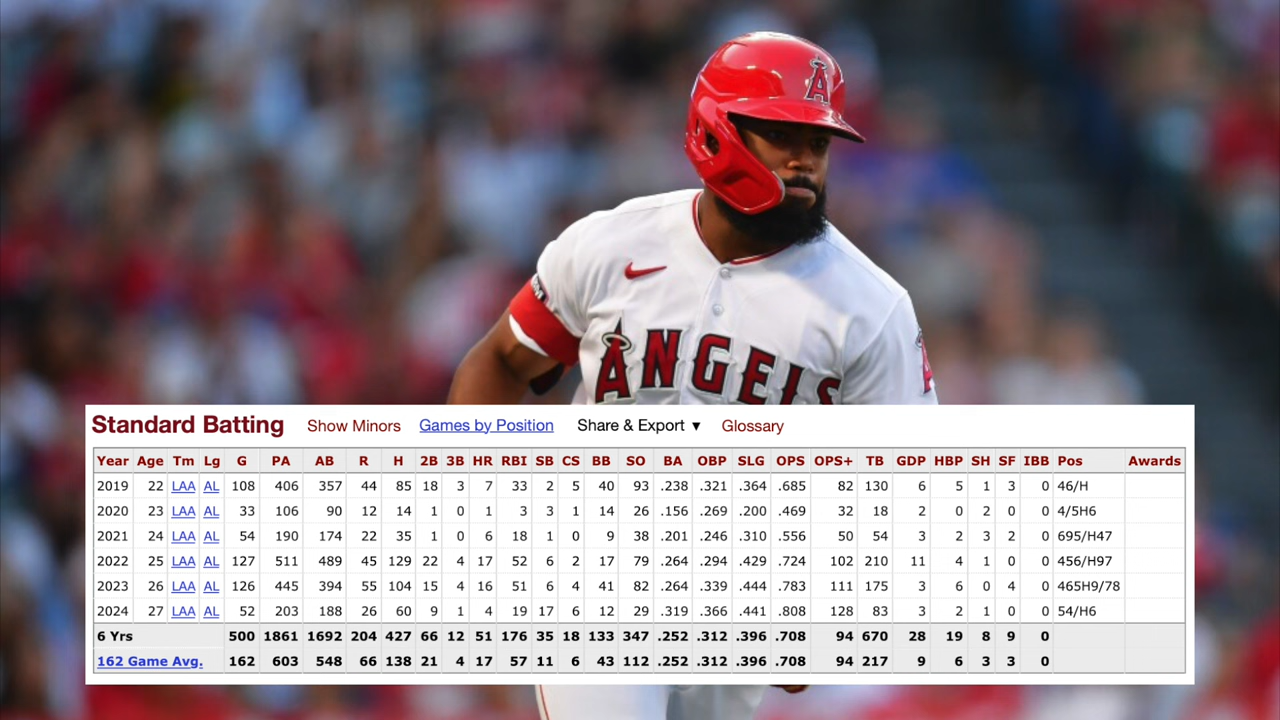 A
ANGELS
Standard Batting Show Minors Games by Position Share & Export ▼ Glossary
Year Age Tm Lg G PA AB R H 2B 3B HR RBI SB CS BB SO BA OBP SLG OPS OPS+ TB GDP HBP SH SF IBB Pos Awards
2019 22 LAA AL 108 406 357 44 85 18 3 7 33 2 5 40 93 .238 .321 .364 .685 82 130 6 5 1 3 0 46/H
2020 23 LAA AL 33 106 90 12 14 1 0 1 3 3 1 14 26 .156 .269 .200 .469 32 18 2 0 2 0 0 4/5H6
2021 24 LAA AL 54 190 174 22 35 1 0 6 18 1 0 9 38 .201 .246 .310 .556 50 54 3 2 3 2 0 695/H47
2022 25 LAA AL 127 511 489 45 129 22 4 17 52 6 2 17 79 .264 .294 .429 .724 102 210 11 4 1 0 0 456/H97
2023 26 LAA AL 126 445 394 55 104 15 4 16 51 6 4 41 82 .264 .339 .444 .783 111 175 3 6 0 4 0 465H9/78
2024 27 LAA AL 52 203 188 26 60 9 1 4 19 17 6 12 29 .319 .366 .441 .808 128 83 3 2 1 0 0 54/H6
6 Yrs 500 1861 1692 204 427 66 12 51 176 35 18 133 347 .252 .312 .396 .708 94 670 28 19 8 9 0
162 Game Avg. 162 603 548 66 138 21 4 17 57 11 6 43 112 .252 .312 .396 .708 94 217 9 6 3 3 0